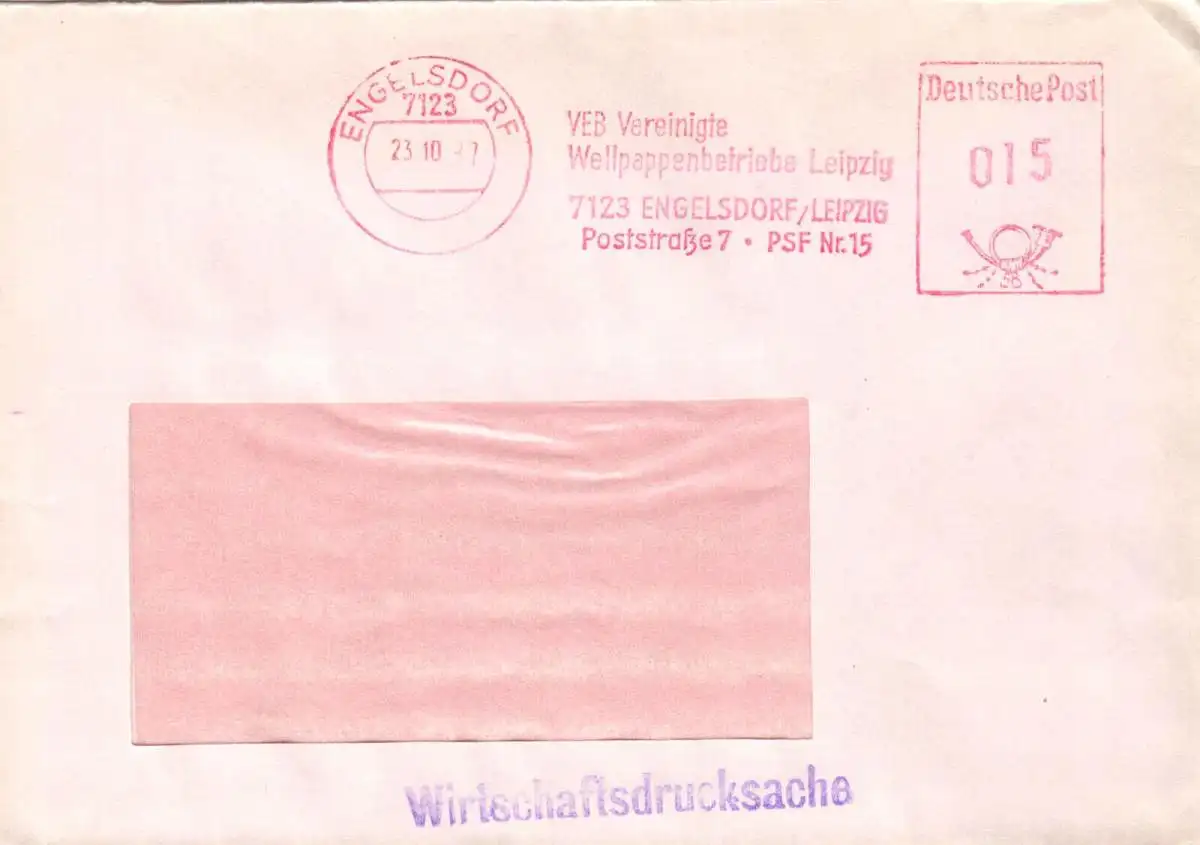 ENGELSDORF
7123
23 10
VEB Vereinigte
Wellpappenbetriebe Leipzig
7123 ENGELSDORF/LEIPZIG
Poststraße 7 • PSF Nr. 15
Deutsche Post
015
Wirtschaftsdrucksache